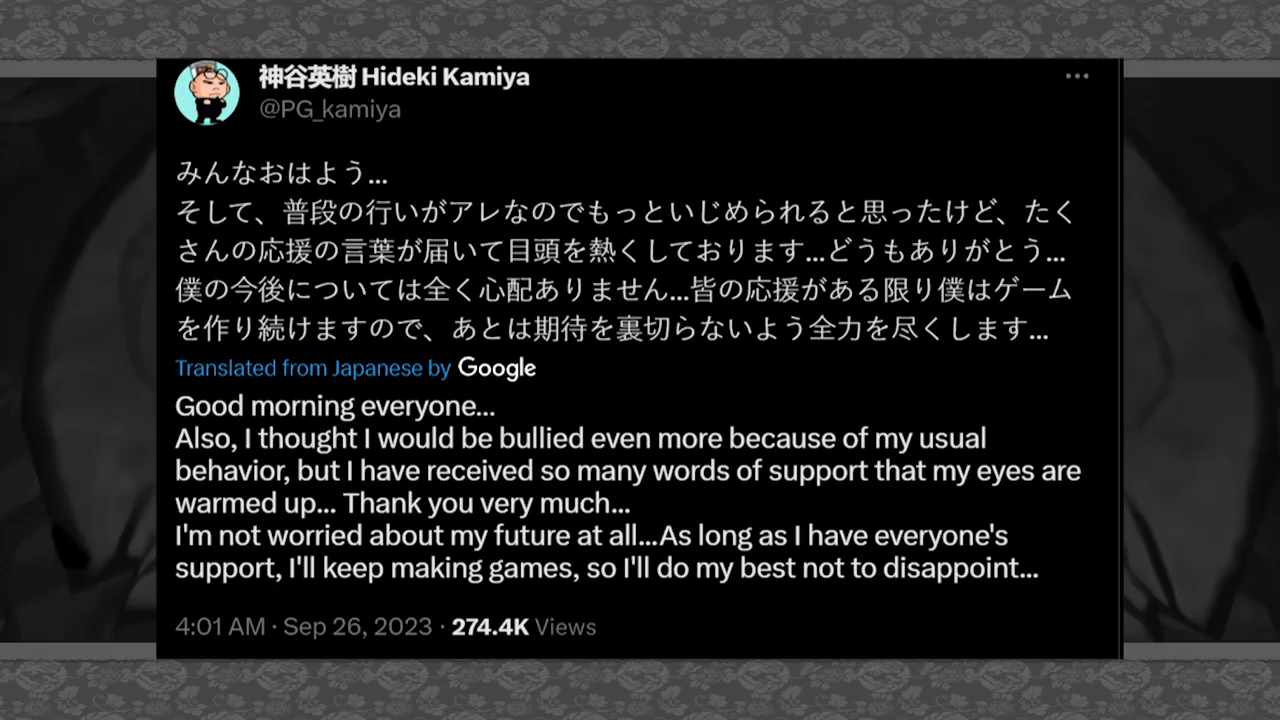 神谷英樹 Hideki Kamiya
@PG_kamiya
みんなおはよう...
そして、普段の行いがアレなのでもっといじめられると思ったけど、たく
さんの応援の言葉が届いて目頭を熱くしております...どうもありがとう...
僕の今後については全く心配ありません...皆の応援がある限り僕はゲーム
を作り続けますので、あとは期待を裏切らないよう全力を尽くします...
Translated from Japanese by Google
Good morning everyone...
Also, I thought I would be bullied even more because of my usual
behavior, but I have received so many words of support that my eyes are
warmed up... Thank you very much...
I'm not worried about my future at all...As long as I have everyone's
support, I'll keep making games, so I'll do my best not to disappoint...
4:01 AM · Sep 26, 2023 · 274.4K Views